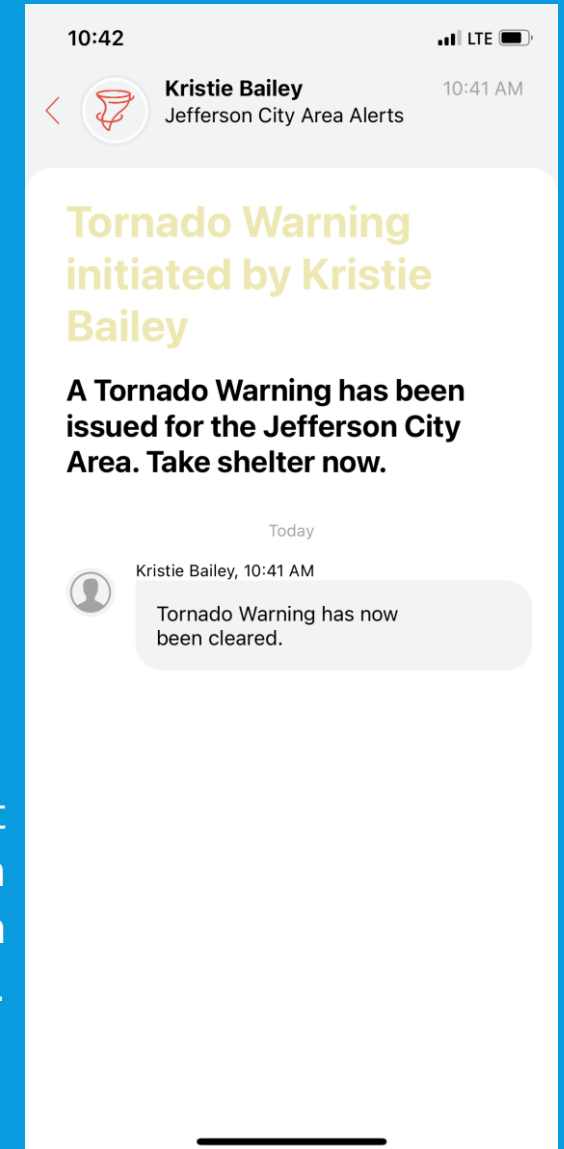 10:42
LTE
Kristie Bailey
10:41 AM
Jefferson City Area Alerts
Tornado Warning
initiated by Kristie
Bailey
A Tornado Warning has been
issued for the Jefferson City
Area. Take shelter now.
Today
Kristie Bailey, 10:41 AM
Tornado Warning has now
been cleared.